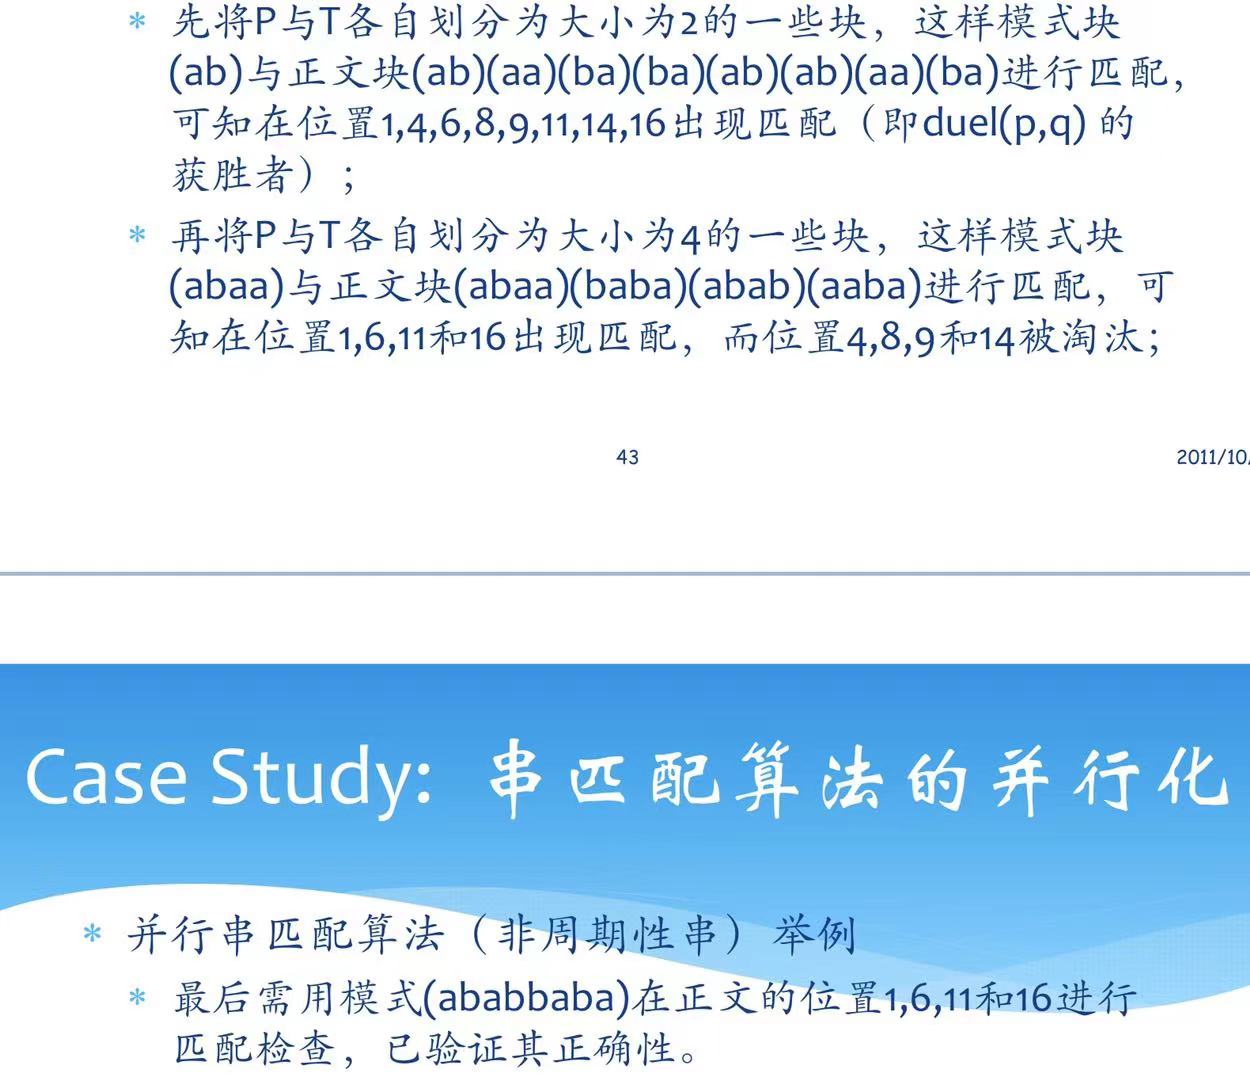 * 先将P与T各自划分为大小为2的一些块，这样模式块
(ab)与正文块(ab)(aa)(ba)(ba)(ab)(ab)(aa)(ba)进行匹配，
可知在位置1,4,6,8,9,11,14,16出现匹配（即duel(p,q) 的
获胜者）；
* 再将P与T各自划分为大小为4的一些块，这样模式块
(abaa)与正文块(abaa)(baba)(abab)(aaba)进行匹配，可
知在位置1,6,11和16出现匹配，而位置4,8,9和14被淘汰；
43
2011/10/
Case Study: 串匹配算法的并行化
* 并行串匹配算法（非周期性串）举例
* 最后需用模式(ababbaba)在正文的位置1,6,11和16进行
匹配检查，已验证其正确性。